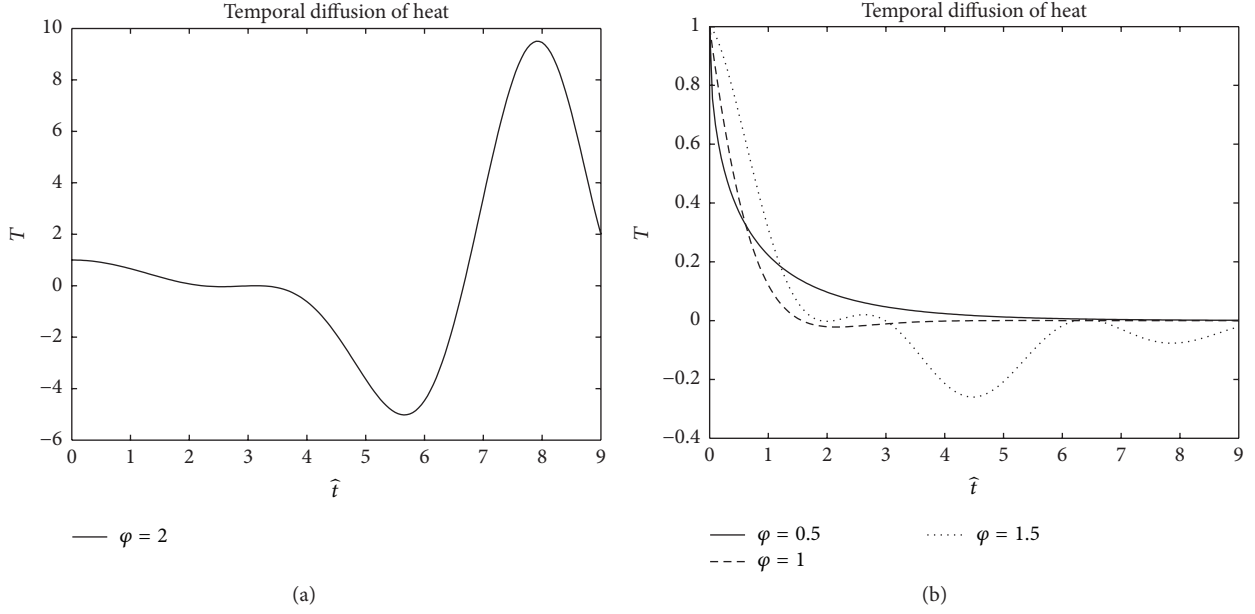 Temporal diffusion of heat
10
8
6
4
2
0
−2
−4
−6
T
0 1 2 3 4 5 6 7 8 9
t̂
φ = 2
(a)
Temporal diffusion of heat
1
0.8
0.6
0.4
0.2
0
−0.2
−0.4
T
0 1 2 3 4 5 6 7 8 9
t̂
φ = 0.5 φ = 1.5
φ = 1
(b)